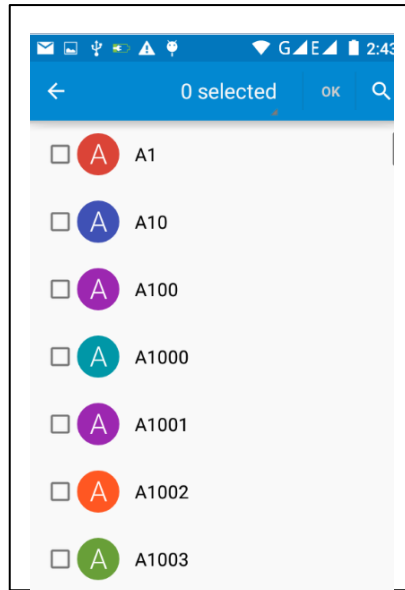 G E 2:43
0 selected OK
A A1
A A10
A A100
A A1000
A A1001
A A1002
A A1003